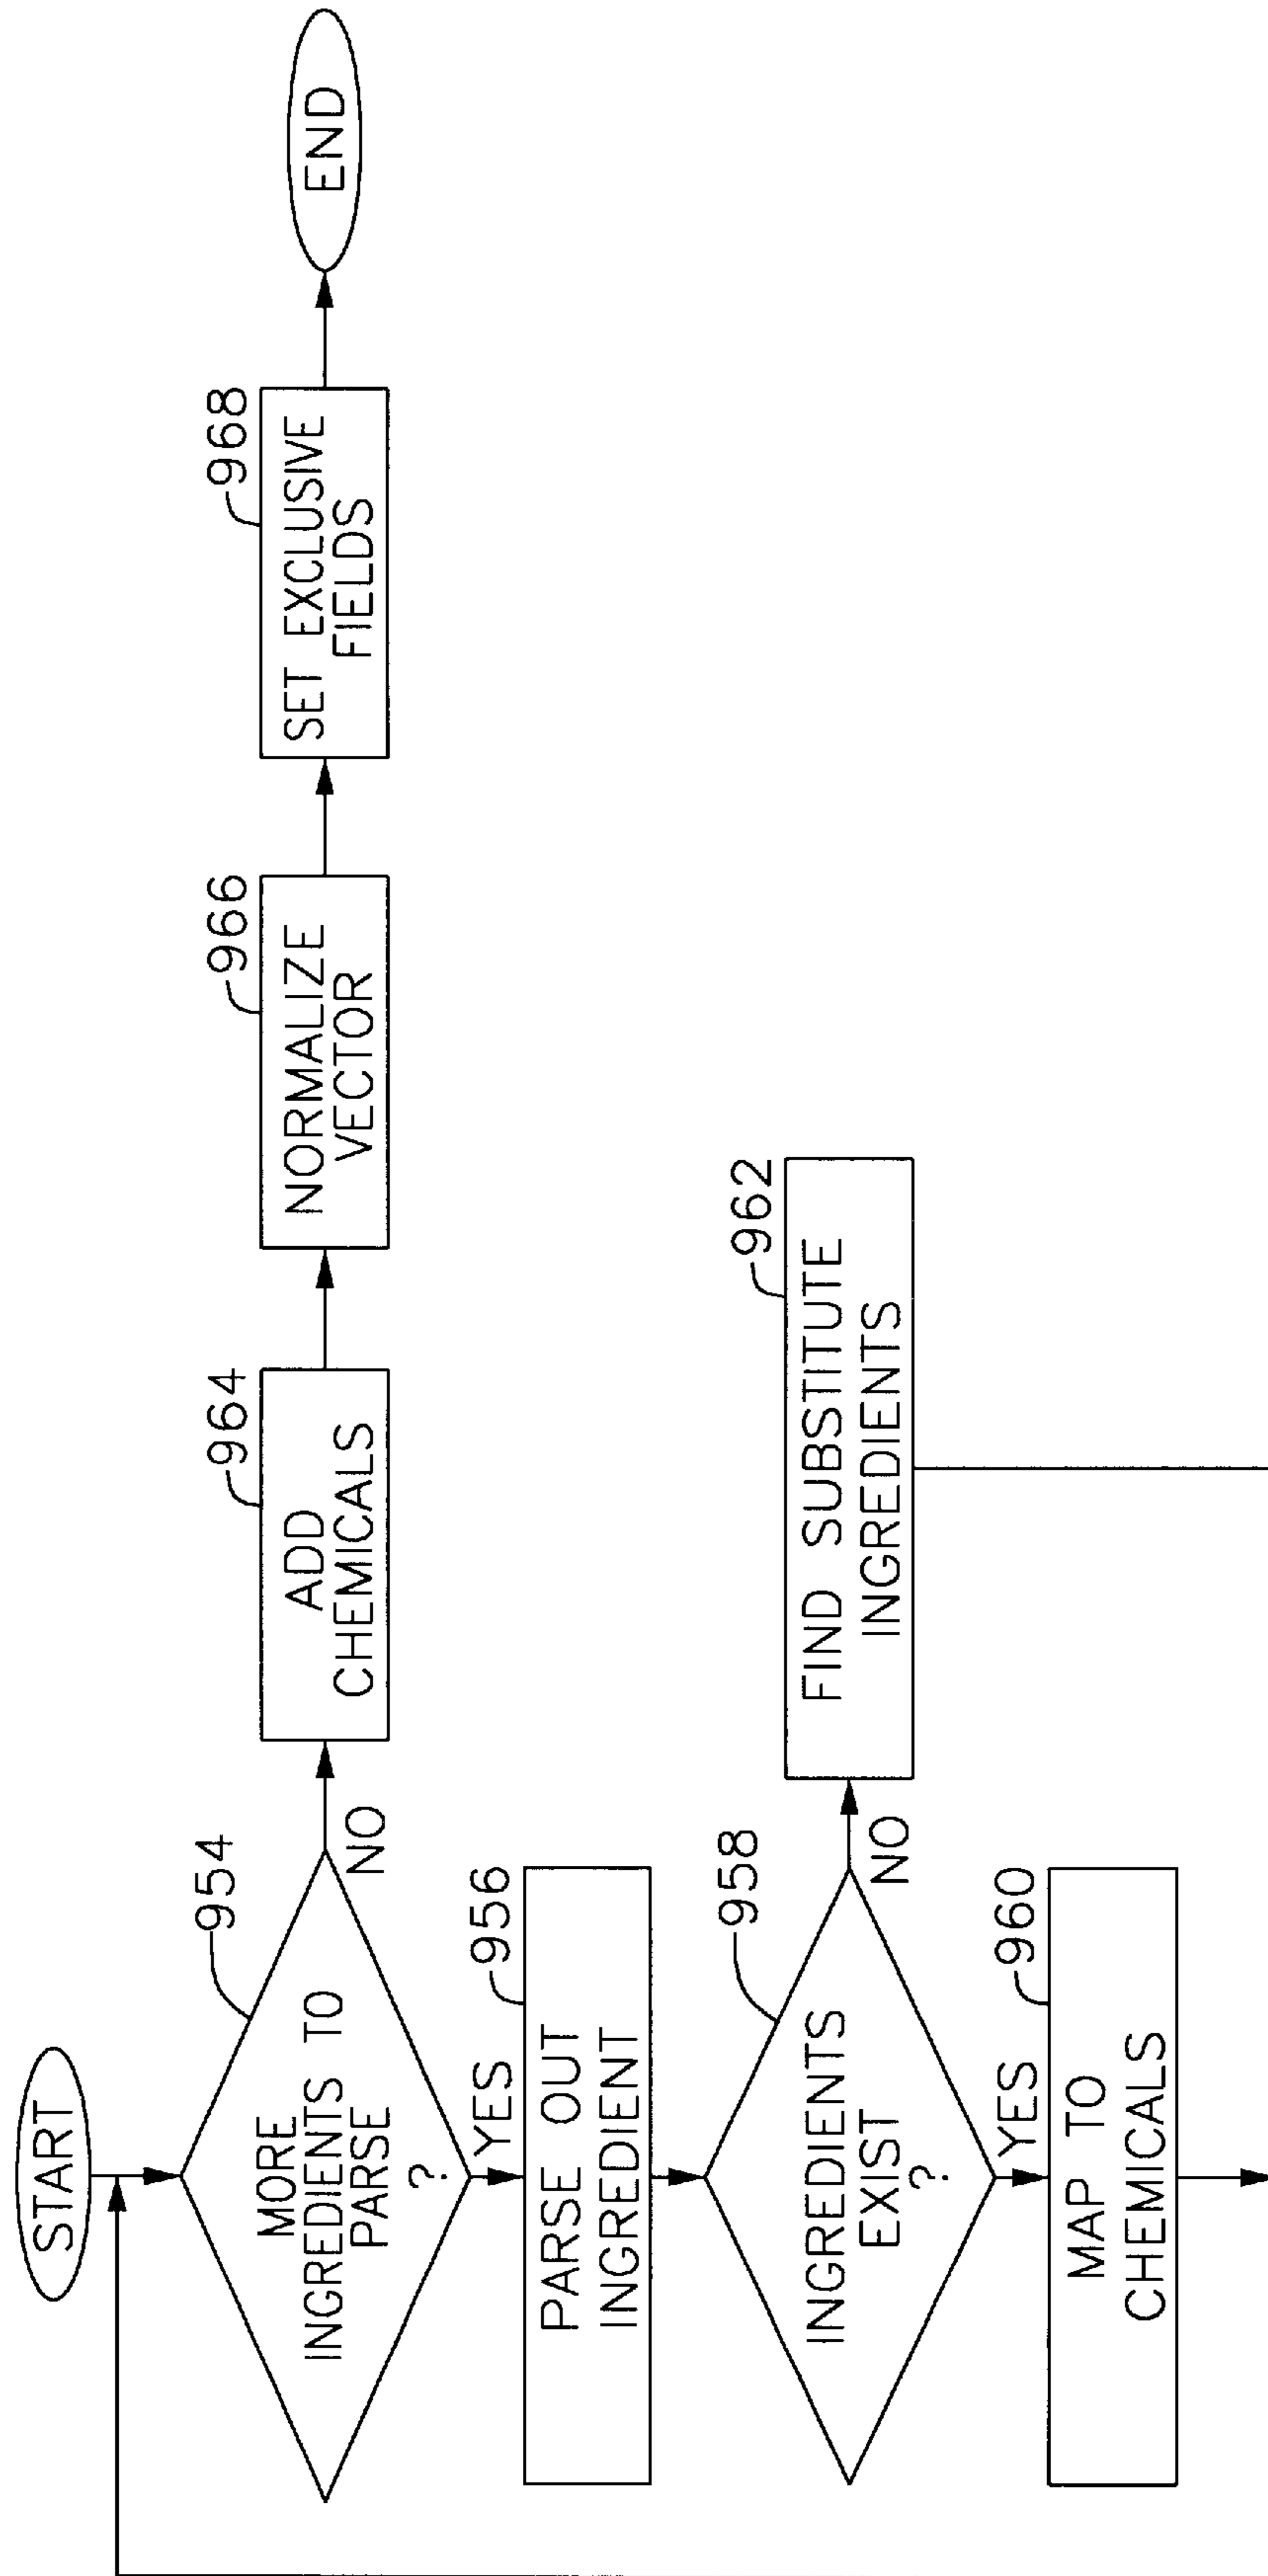 START
954
MORE
INGREDIENTS TO
PARSE
?
NO
YES
964
ADD
CHEMICALS
966
NORMALIZE
VECTOR
968
SET EXCLUSIVE
FIELDS
END
956
PARSE OUT
INGREDIENT
958
INGREDIENTS
EXIST
?
NO
YES
962
FIND SUBSTITUTE
INGREDIENTS
960
MAP TO
CHEMICALS